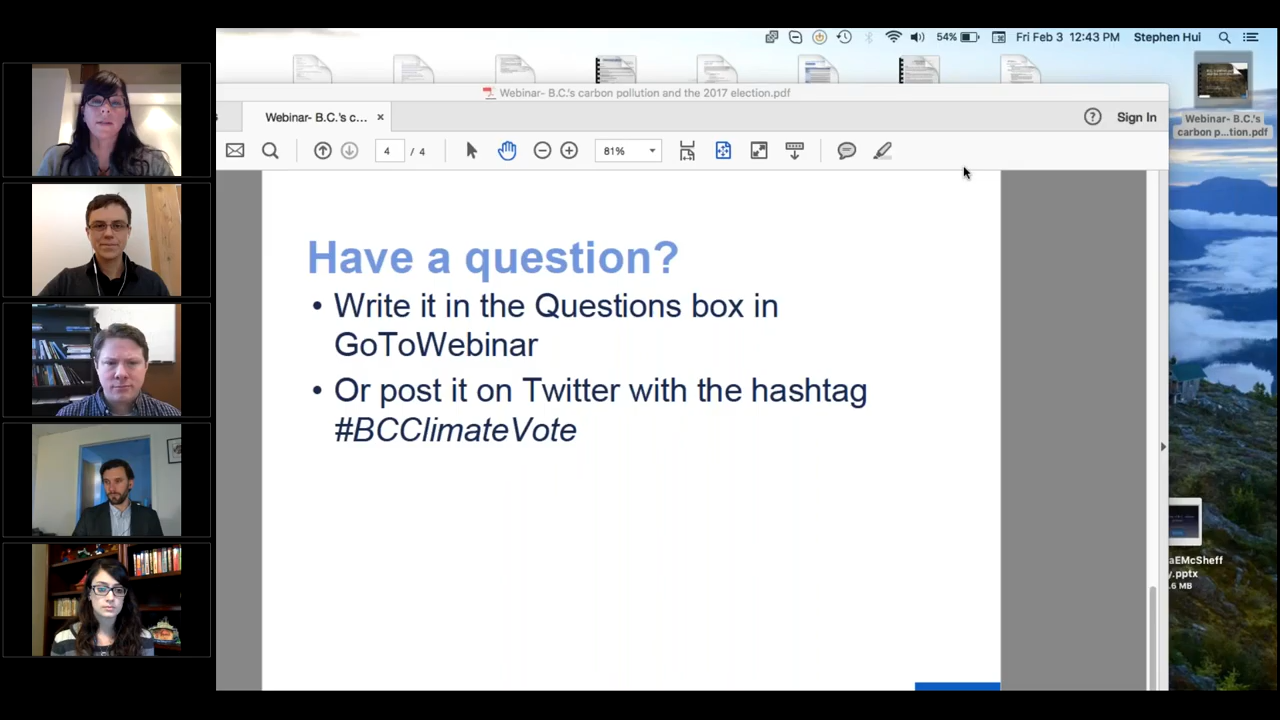 54%
Fri Feb 3 12:43 PM
Stephen Hui
Webinar- B.C.'s carbon pollution and the 2017 election.pdf
Webinar- B.C.'s c... ×
? Sign In
4 / 4
81%
Webinar- B.C.'s
carbon p...tion.pdf
Have a question?
• Write it in the Questions box in
GoToWebinar
• Or post it on Twitter with the hashtag
#BCClimateVote
aEMcSheff
y.pptx
.6 MB